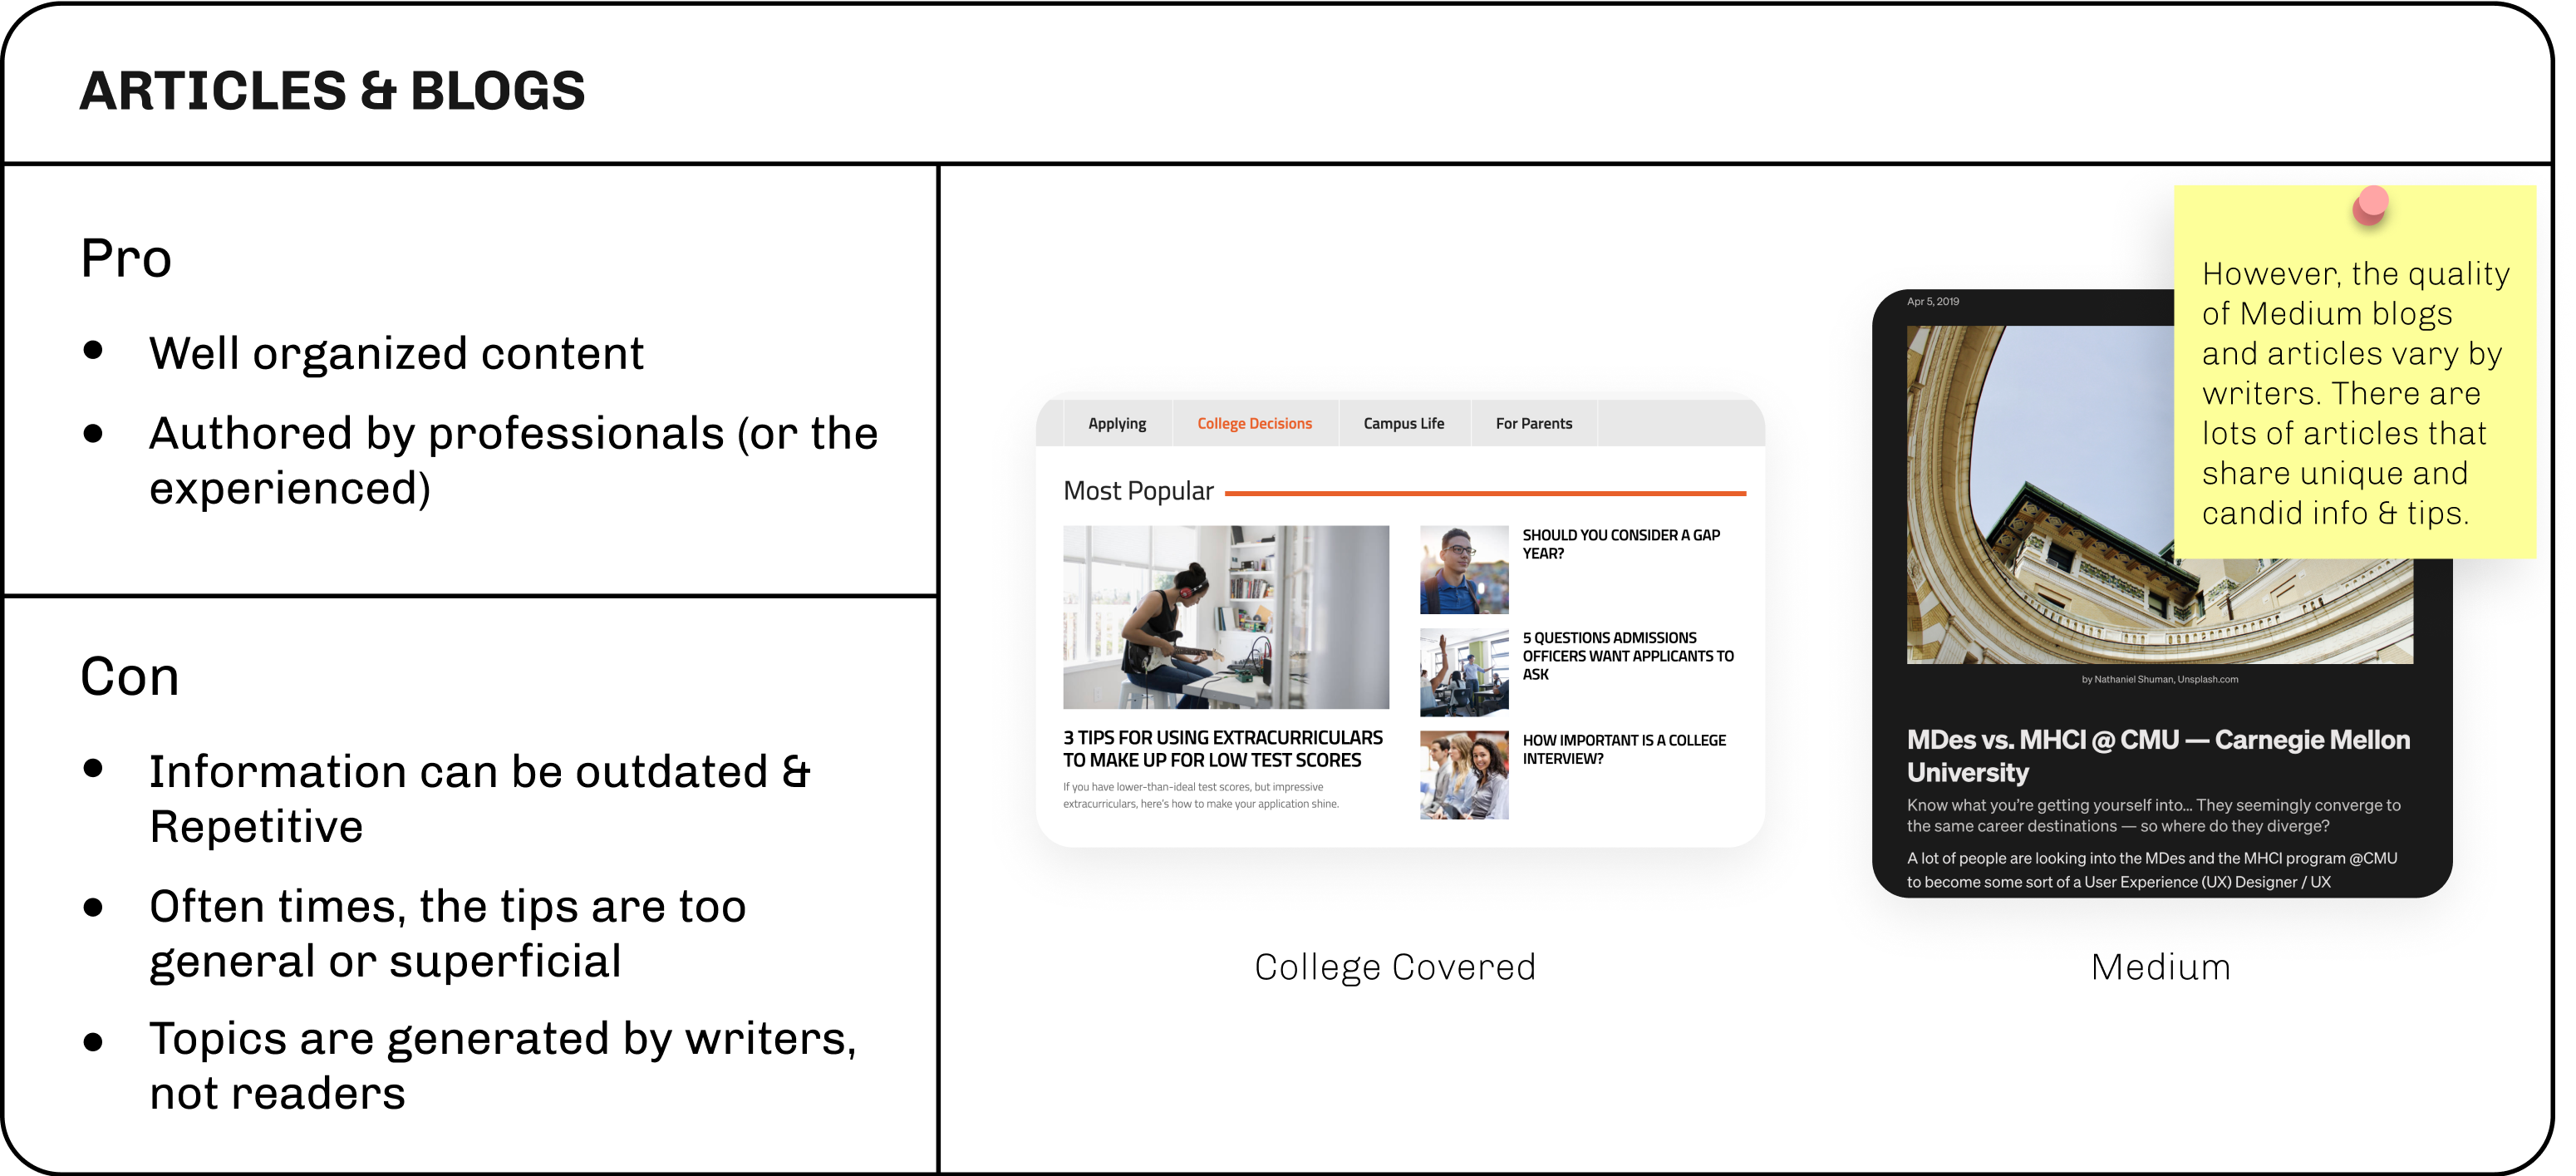 ARTICLES & BLOGS
Pro
Well organized content
Authored by professionals (or the
experienced)
Con
Information can be outdated &
Repetitive
Often times, the tips are too
general or superficial
Topics are generated by writers,
not readers
Applying
College Decisions
Campus Life
For Parents
Most Popular
3 TIPS FOR USING EXTRACURRICULARS
TO MAKE UP FOR LOW TEST SCORES
If you have lower-than-ideal test scores, but impressive
extracurriculars, here's how to make your application shine.
SHOULD YOU CONSIDER A GAP
YEAR?
5 QUESTIONS ADMISSIONS
OFFICERS WANT APPLICANTS TO
ASK
HOW IMPORTANT IS A COLLEGE
INTERVIEW?
College Covered
Apr 5, 2019
However, the quality
of Medium blogs
and articles vary by
writers. There are
lots of articles that
share unique and
candid info & tips.
by Nathaniel Shuman, Unsplash.com
MDes vs. MHCI @ CMU — Carnegie Mellon
University
Know what you're getting yourself into... They seemingly converge to
the same career destinations — so where do they diverge?
A lot of people are looking into the MDes and the MHCI program @CMU
to become some sort of a User Experience (UX) Designer / UX
Medium